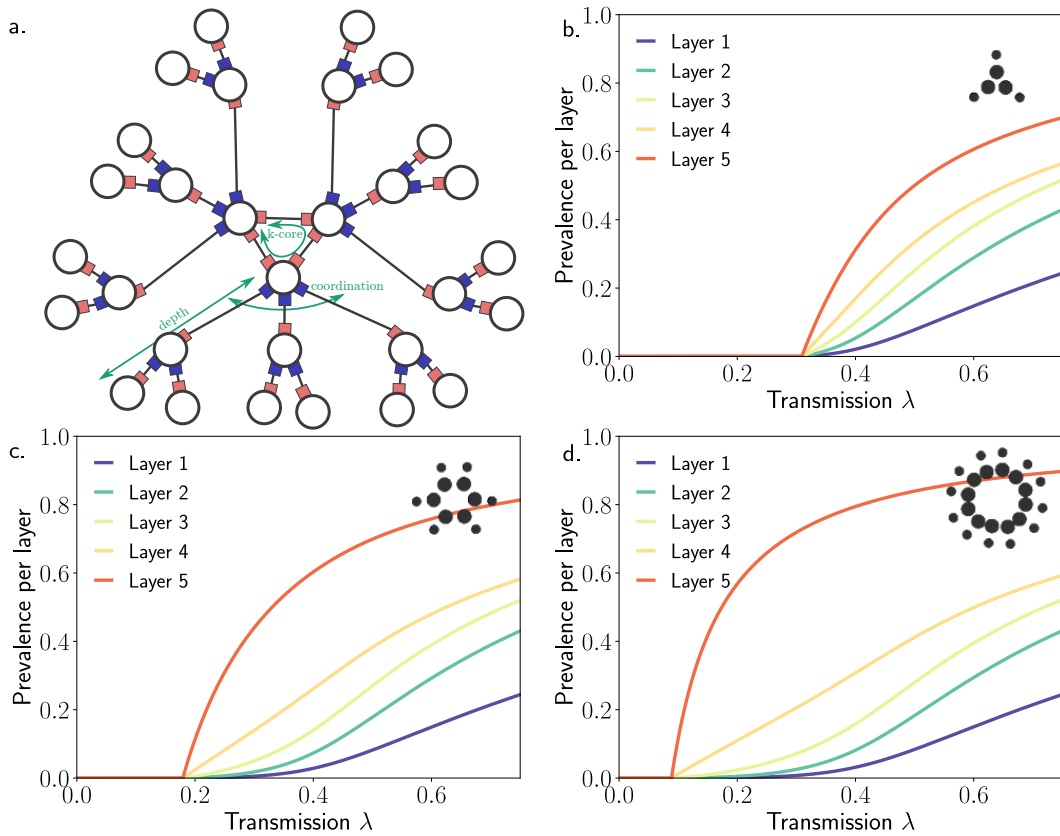 a.
k-core
coordination
depth
b.
Layer 1
Layer 2
Layer 3
Layer 4
Layer 5
Prevalence per layer
1.0
0.8
0.6
0.4
0.2
0.0
0.0 0.2 0.4 0.6
Transmission λ
c.
Layer 1
Layer 2
Layer 3
Layer 4
Layer 5
Prevalence per layer
1.0
0.8
0.6
0.4
0.2
0.0
0.0 0.2 0.4 0.6
Transmission λ
d.
Layer 1
Layer 2
Layer 3
Layer 4
Layer 5
Prevalence per layer
1.0
0.8
0.6
0.4
0.2
0.0
0.0 0.2 0.4 0.6
Transmission λ